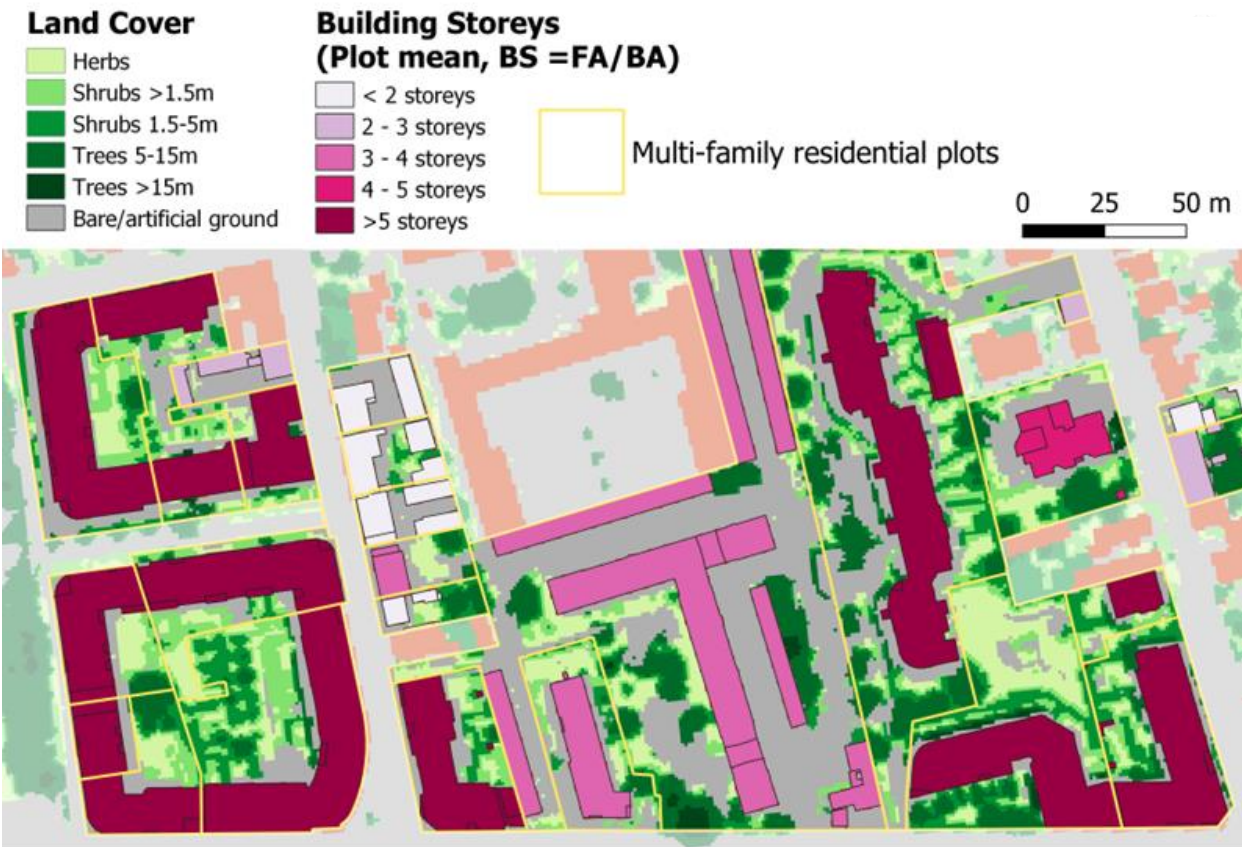 Land Cover
Herbs
Shrubs >1.5m
Shrubs 1.5-5m
Trees 5-15m
Trees >15m
Bare/artificial ground
Building Storeys
(Plot mean, BS =FA/BA)
< 2 storeys
2 - 3 storeys
3 - 4 storeys
4 - 5 storeys
>5 storeys
Multi-family residential plots
0 25 50 m